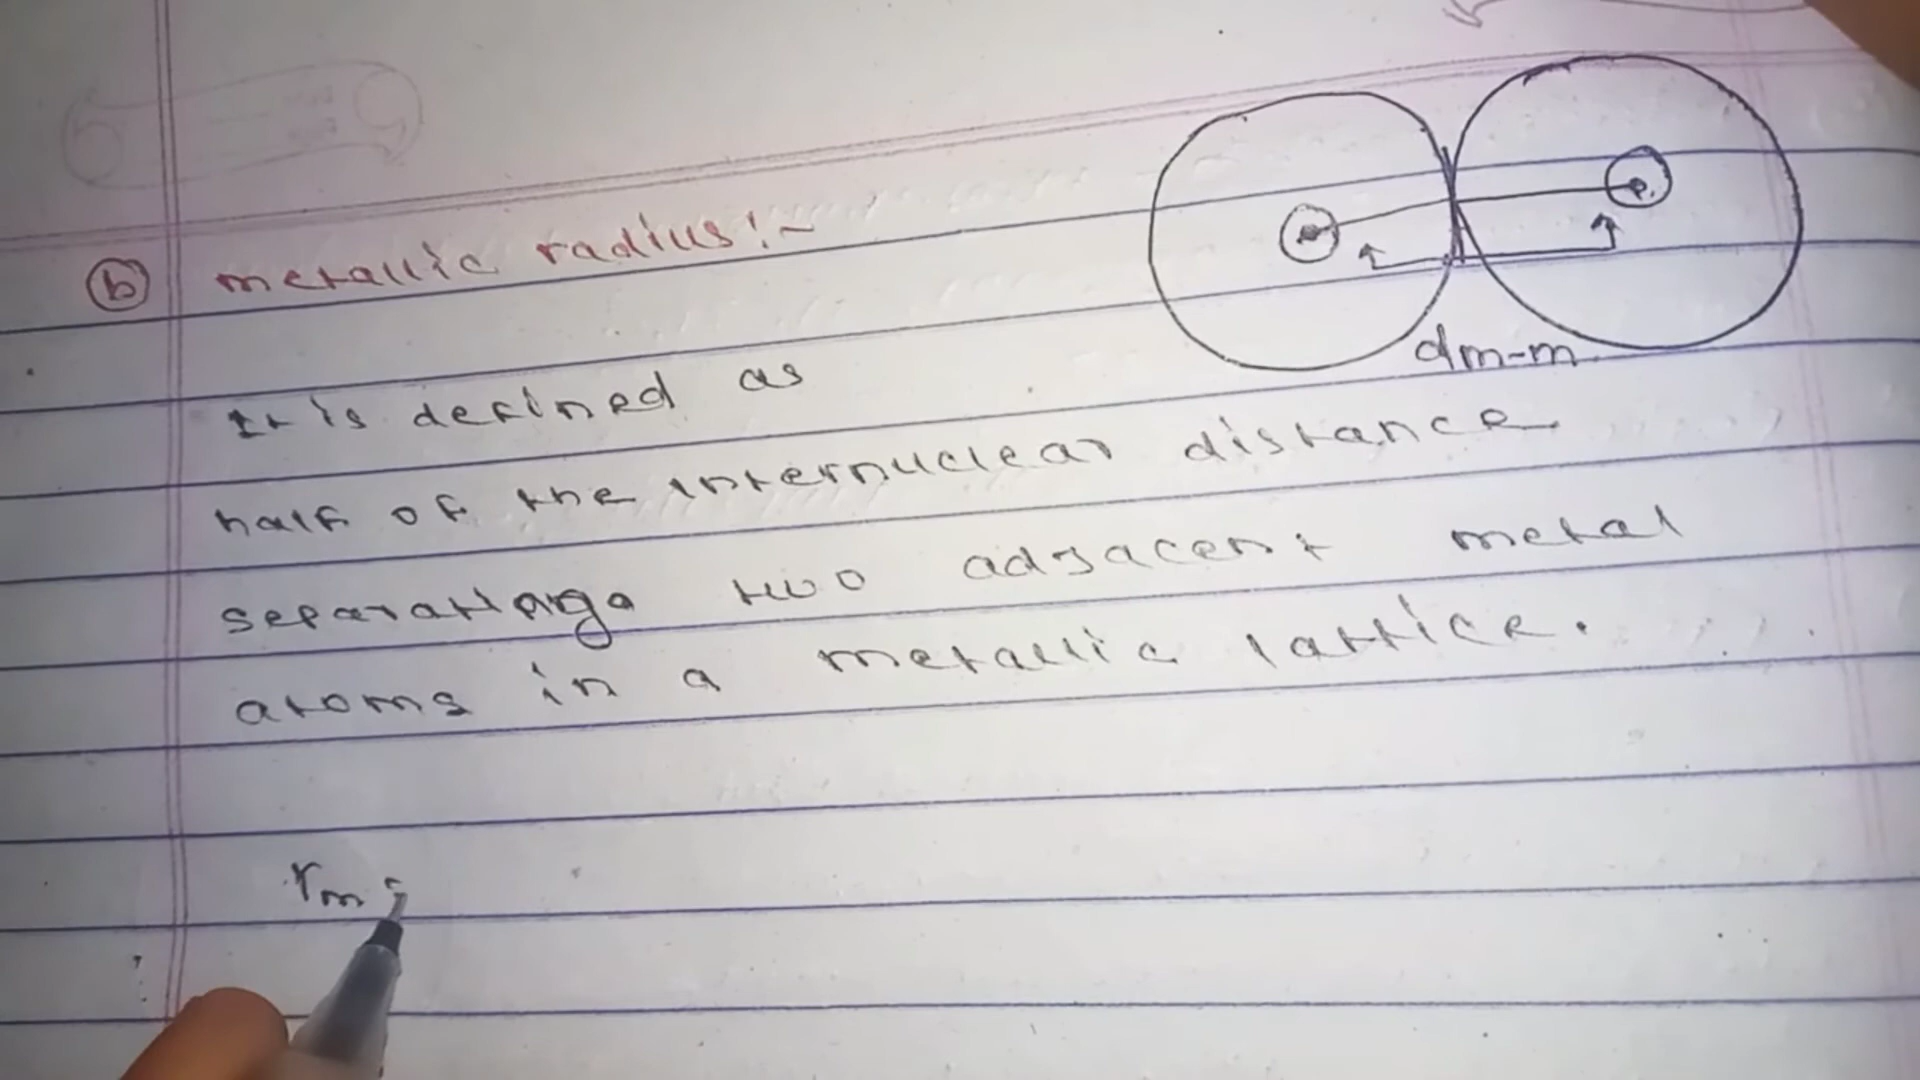 (b) metallic radius:-
dm-m
It is defined as
half of the internuclear distance
separating two adjacent metal
atoms in a metallic lattice.
rm =